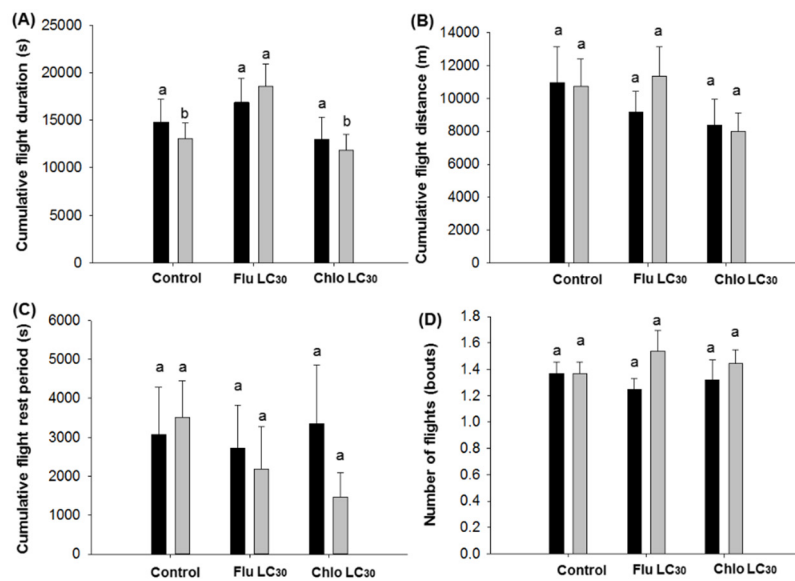 (A)
Cumulative flight duration (s)
25000
20000
15000
10000
5000
0
a b a a a b
Control Flu LC30 Chlo LC30
(B)
Cumulative flight distance (m)
14000
12000
10000
8000
6000
4000
2000
0
a a a a a a
Control Flu LC30 Chlo LC30
(C)
Cumulative flight rest period (s)
6000
5000
4000
3000
2000
1000
0
a a a a a a
Control Flu LC30 Chlo LC30
(D)
Number of flights (bouts)
1.8
1.6
1.4
1.2
1.0
0.8
0.6
0.4
0.2
0.0
a a a a a a
Control Flu LC30 Chlo LC30